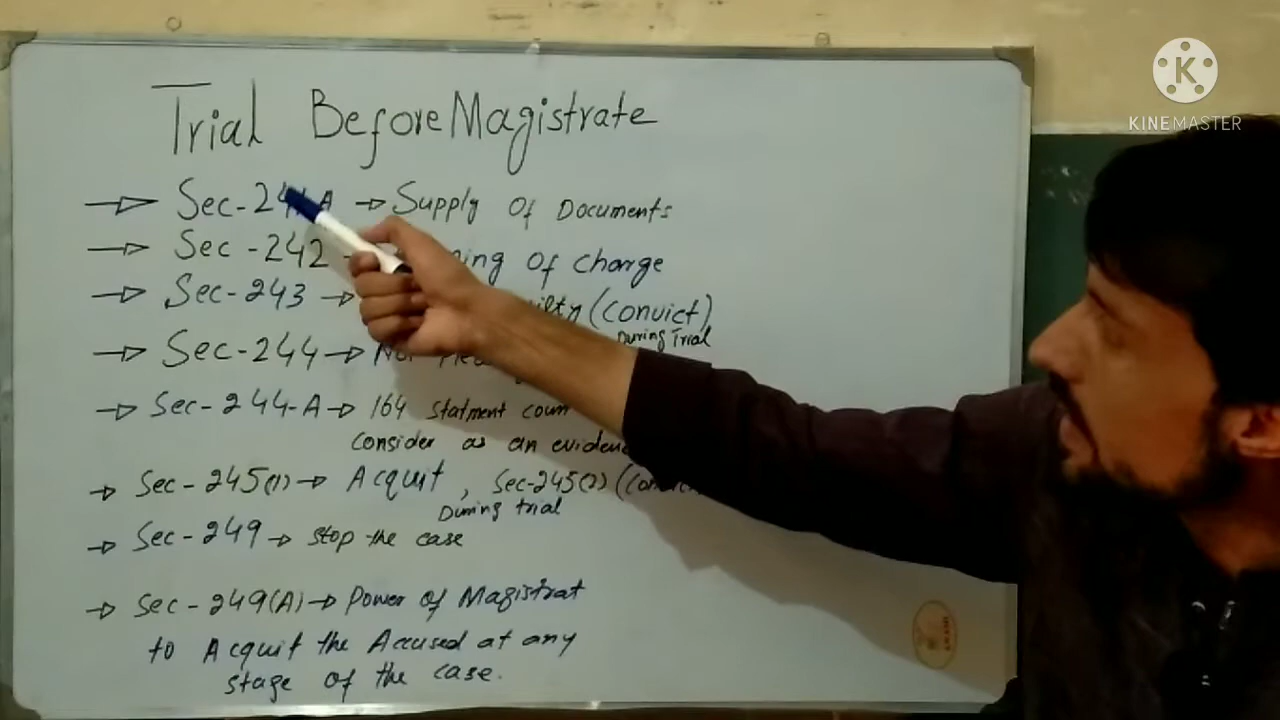 Trial Before Magistrate
Sec-241-A → Supply Of Documents
Sec-242 of charge
Sec-243 → (Convict)
During Trial
Sec-244 → Not
Sec-244-A → 164 statment
Consider as an
Sec-245(1) → Acquit, Sec-245(2)
During trial
Sec-249 → Stop the case
Sec-249(A) → Power of Magistrat
to Acquit the Accused at any
stage of the case.
K
KINEMASTER